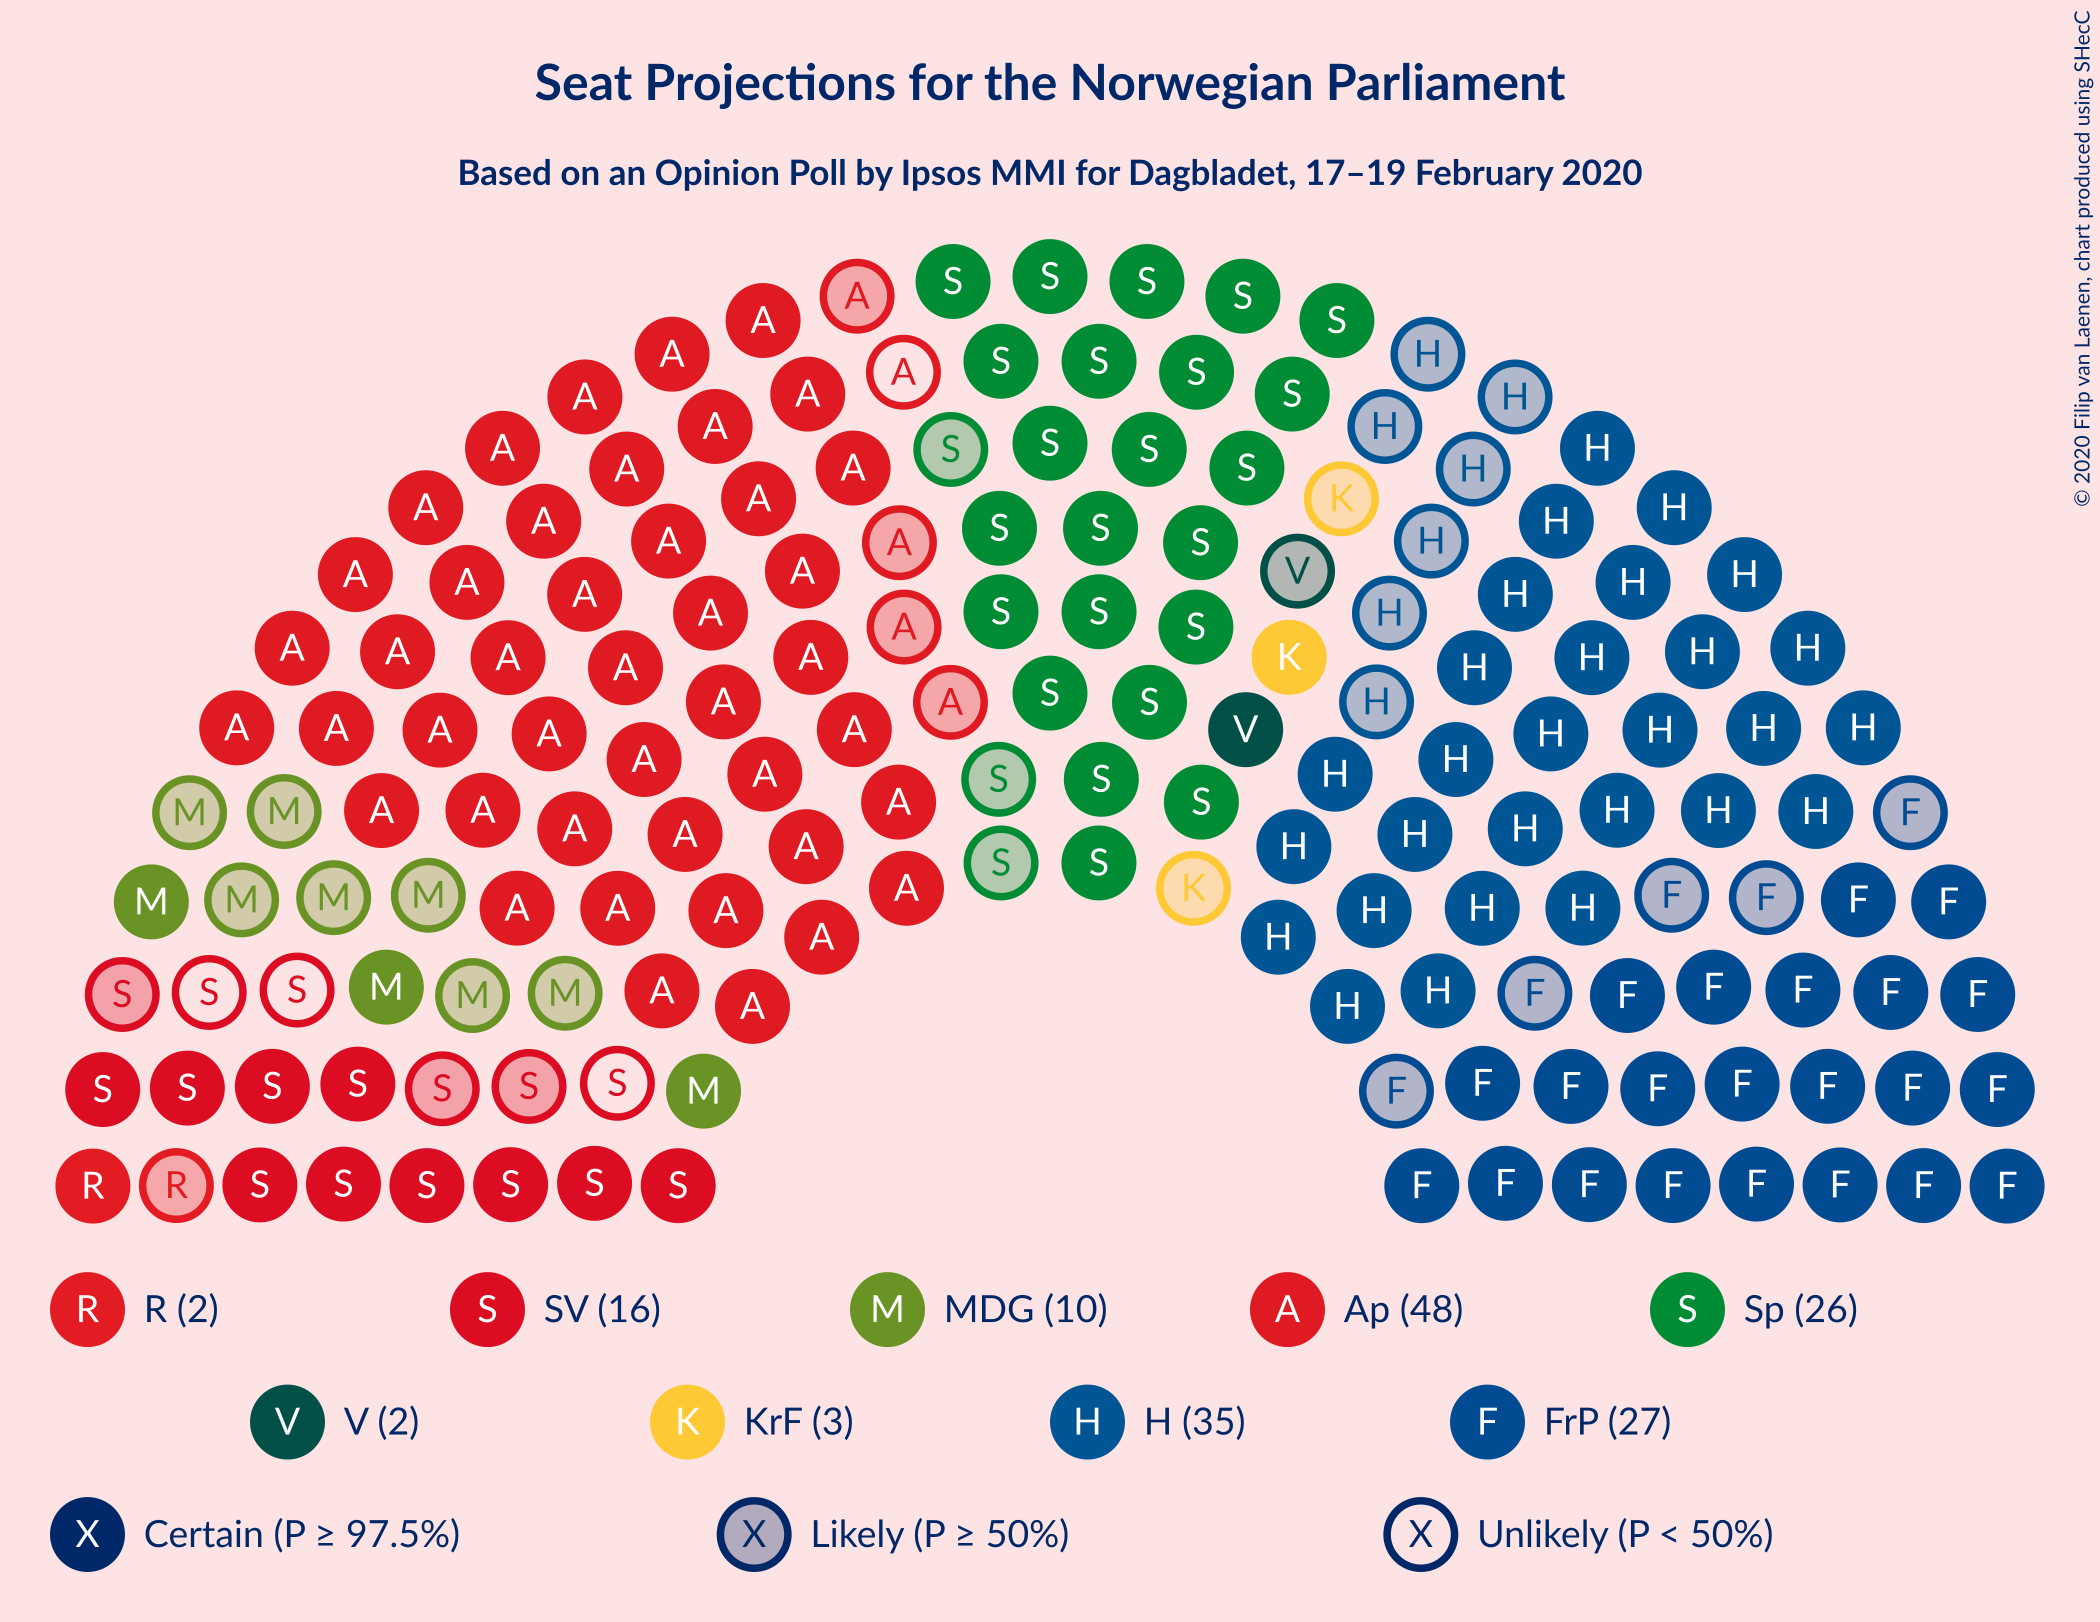 Seat Projections for the Norwegian Parliament
Based on an Opinion Poll by Ipsos MMI for Dagbladet, 17–19 February 2020
© 2020 Filip van Laenen, chart produced using SHecC
S S S S S
A A H
A S S S S H
A A A S H
A S S S K H H
A A A S H
A A A S S S H H
A A A V H H
A A A A S S S H H H
A A A A A K H H H H
A A A A S S H H H
A A A A A A V H H H H
A A S S S H H
M M A A A A A H H H H H H F
A S S K H
M M M M A A A A H H H H F F F F
S S S M M M A A H H F F F F F F
S S S S S S S M F F F F F F F F
R R S S S S S S F F F F F F F F
R R (2) S SV (16) M MDG (10) A Ap (48) S Sp (26)
V V (2) K KrF (3) H H (35) F FrP (27)
X Certain (P ≥ 97.5%) X Likely (P ≥ 50%) X Unlikely (P < 50%)